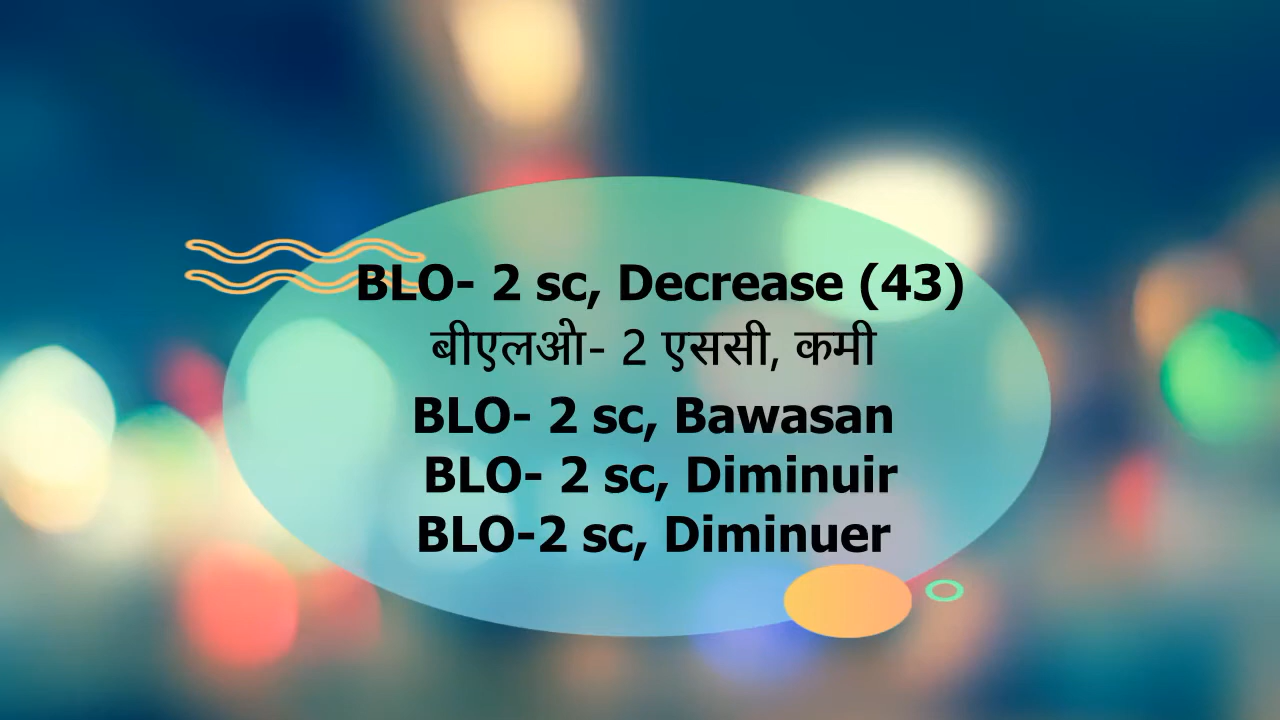 BLO- 2 sc, Decrease (43)
बीएलओ- 2 एससी, कमी
BLO- 2 sc, Bawasan
BLO- 2 sc, Diminuir
BLO-2 sc, Diminuer